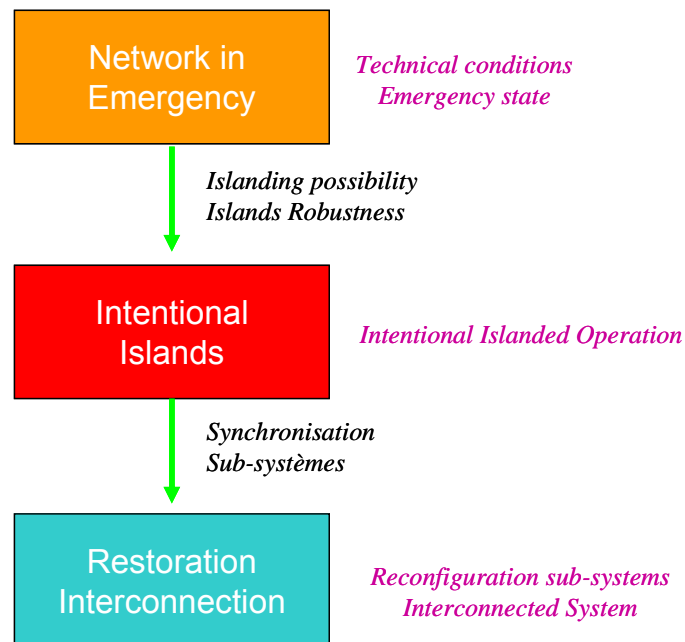 Network in
Emergency
Technical conditions
Emergency state
Islanding possibility
Islands Robustness
Intentional
Islands
Intentional Islanded Operation
Synchronisation
Sub-systèmes
Restoration
Interconnection
Reconfiguration sub-systems
Interconnected System